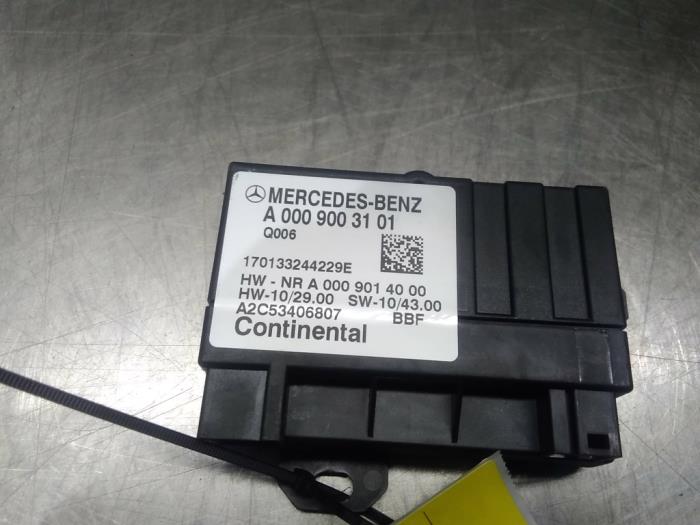 MERCEDES-BENZ
A 000 900 31 01
Q006
170133244229E
HW - NR A 000 901 40 00
HW-10/29.00 SW-10/43.00
A2C53406807 BBF
Continental